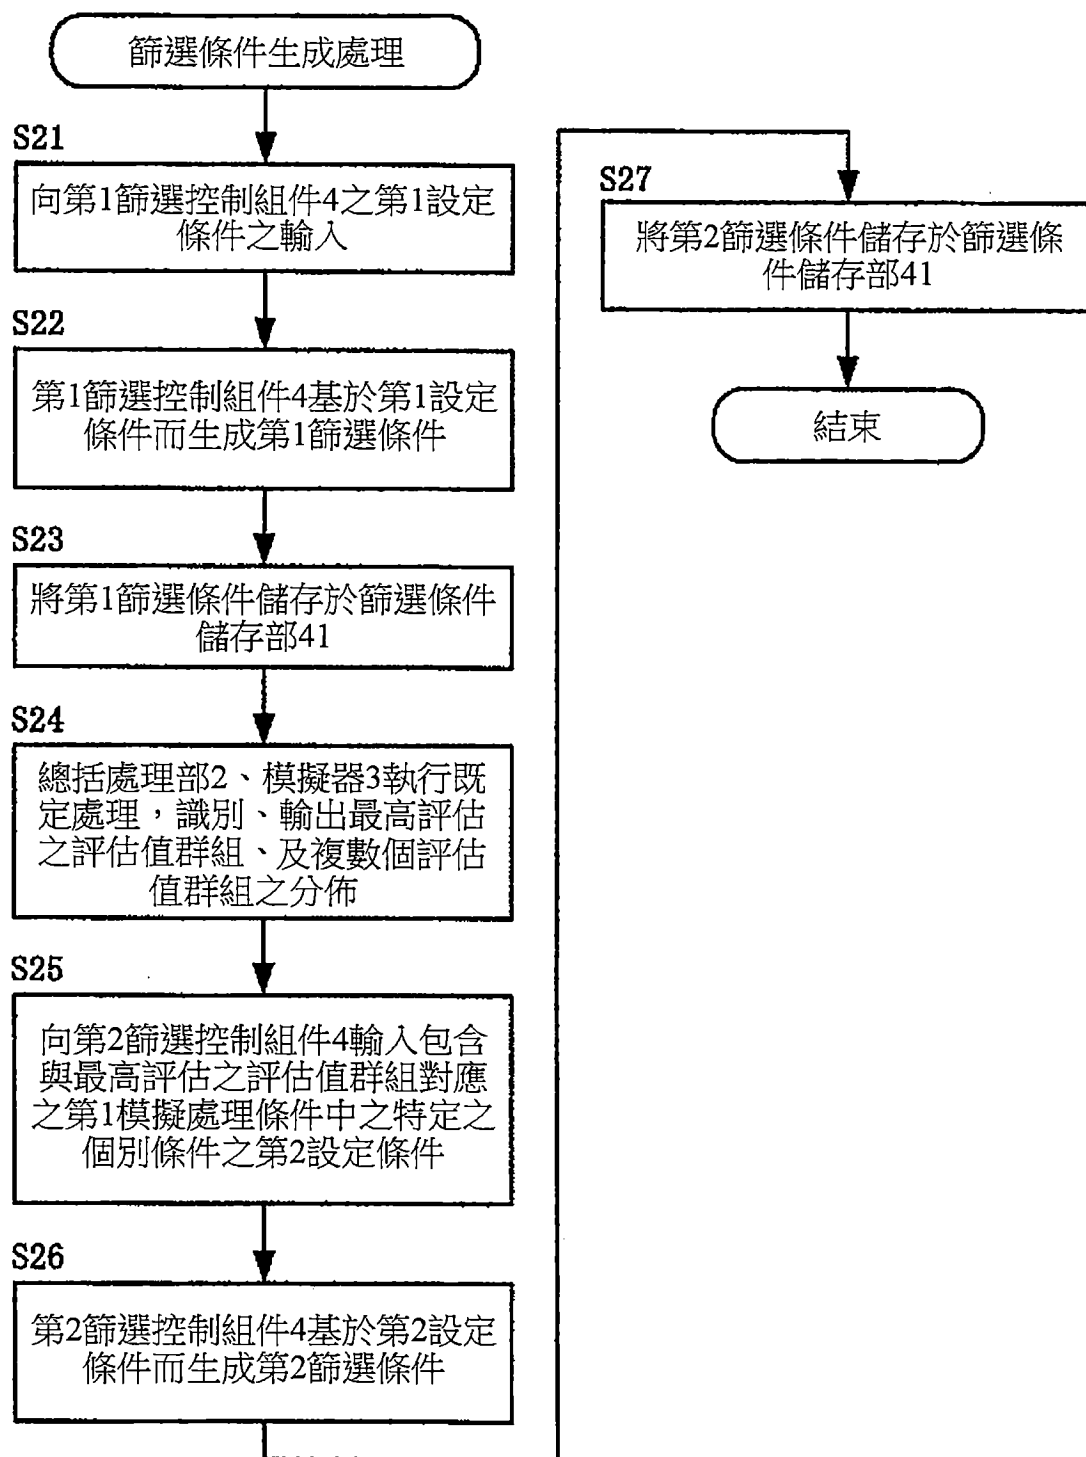 篩選條件生成處理
S21
向第1篩選控制組件4之第1設定
條件之輸入
S22
第1篩選控制組件4基於第1設定
條件而生成第1篩選條件
S23
將第1篩選條件儲存於篩選條件
儲存部41
S24
總括處理部2、模擬器3執行既
定處理，識別、輸出最高評估
之評估值群組、及複數個評估
值群組之分佈
S25
向第2篩選控制組件4輸入包含
與最高評估之評估值群組對應
之第1模擬處理條件中之特定之
個別條件之第2設定條件
S26
第2篩選控制組件4基於第2設定
條件而生成第2篩選條件
S27
將第2篩選條件儲存於篩選條
件儲存部41
結束